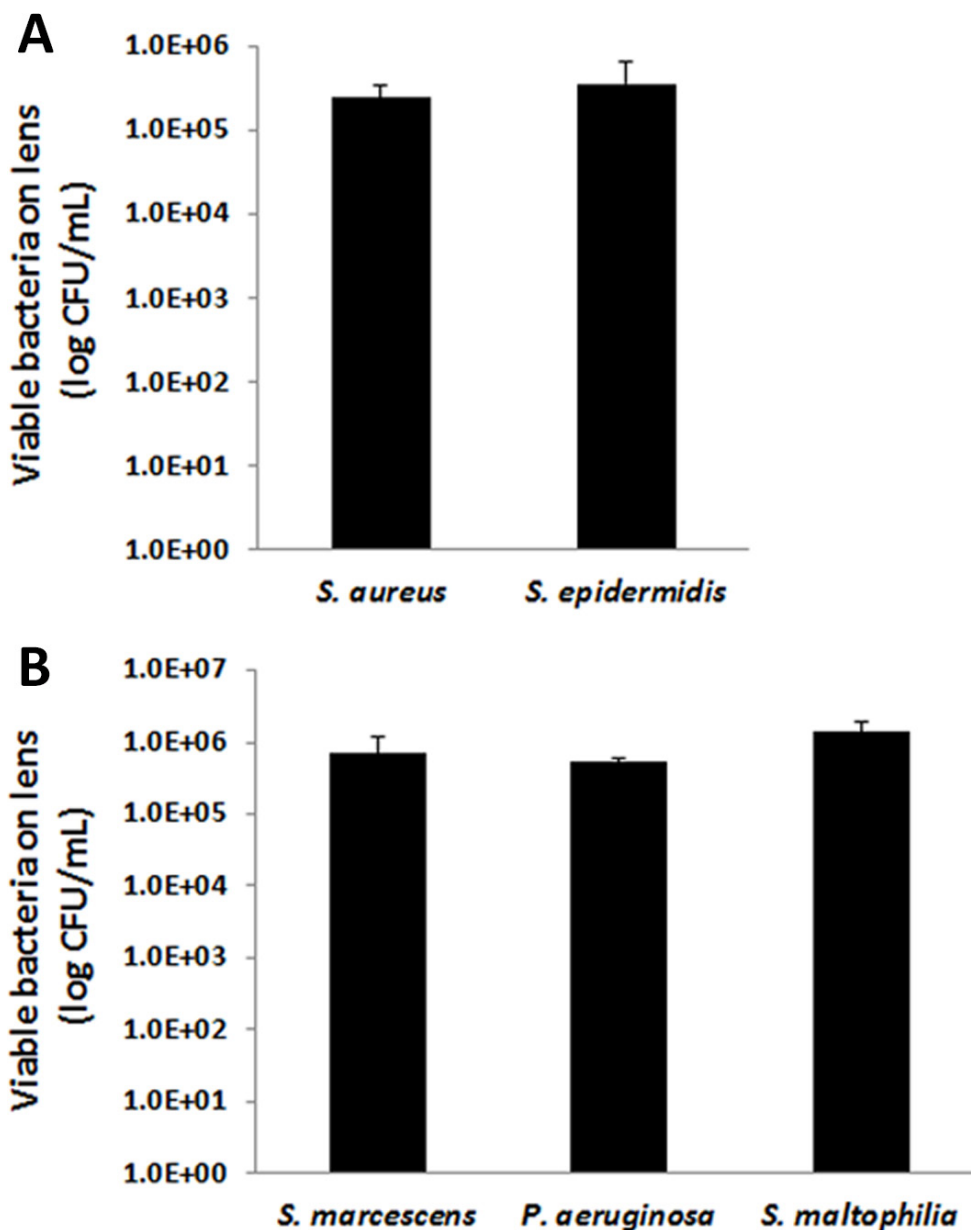 A
Viable bacteria on lens
(log CFU/mL)
1.0E+06
1.0E+05
1.0E+04
1.0E+03
1.0E+02
1.0E+01
1.0E+00
S. aureus S. epidermidis
B
Viable bacteria on lens
(log CFU/mL)
1.0E+07
1.0E+06
1.0E+05
1.0E+04
1.0E+03
1.0E+02
1.0E+01
1.0E+00
S. marcescens P. aeruginosa S. maltophilia